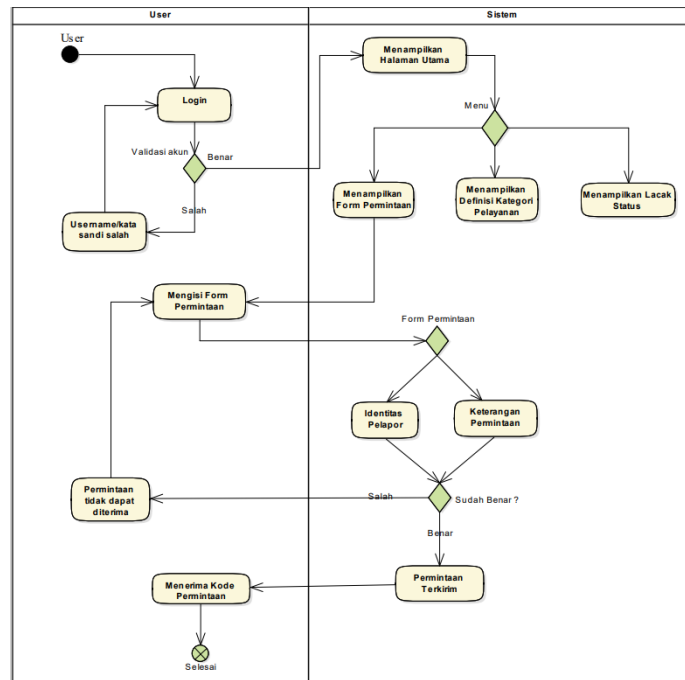 User
Sistem
User
Menampilkan
Halaman Utama
Login
Menu
Validasi akun
Benar
Salah
Menampilkan
Form Permintaan
Menampilkan
Definisi Kategori
Pelayanan
Menampilkan Lacak
Status
Username/kata
sandi salah
Mengisi Form
Permintaan
Form Permintaan
Identitas
Pelapor
Keterangan
Permintaan
Permintaan
tidak dapat
diterima
Salah
Sudah Benar ?
Benar
Menerima Kode
Permintaan
Permintaan
Terkirim
Selesai